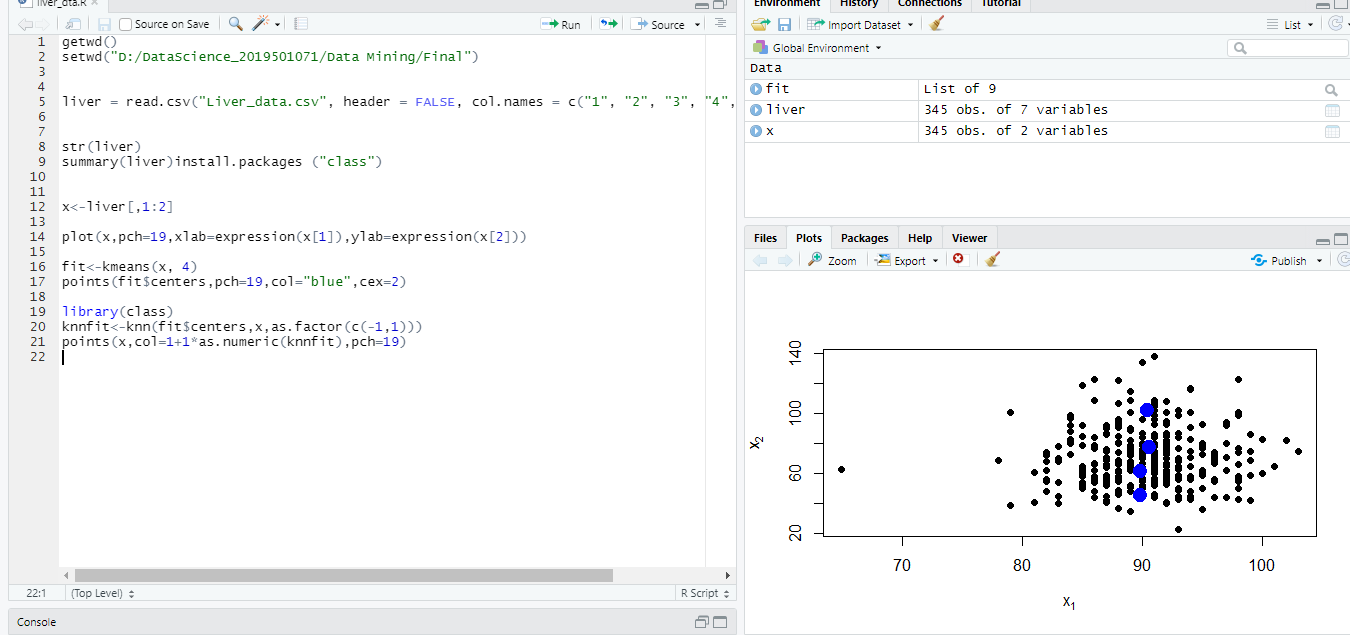 liver_dta.R
Source on Save
Run
Source
1 getwd()
2 setwd("D:/DataScience_2019501071/Data Mining/Final")
3
4
5 liver = read.csv("Liver_data.csv", header = FALSE, col.names = c("1", "2", "3", "4",
6
7
8 str(liver)
9 summary(liver)install.packages ("class")
10
11
12 x<-liver[,1:2]
13
14 plot(x,pch=19,xlab=expression(x[1]),ylab=expression(x[2]))
15
16 fit<-kmeans(x, 4)
17 points(fit$centers,pch=19,col="blue",cex=2)
18
19 library(class)
20 knnfit<-knn(fit$centers,x,as.factor(c(-1,1)))
21 points(x,col=1+1*as.numeric(knnfit),pch=19)
22
22:1 (Top Level) R Script
Console
Environment History Connections Tutorial
Import Dataset List
Global Environment
Data
fit List of 9
liver 345 obs. of 7 variables
x 345 obs. of 2 variables
Files Plots Packages Help Viewer
Zoom Export Publish
140
100
60
20
x2
70 80 90 100
x1